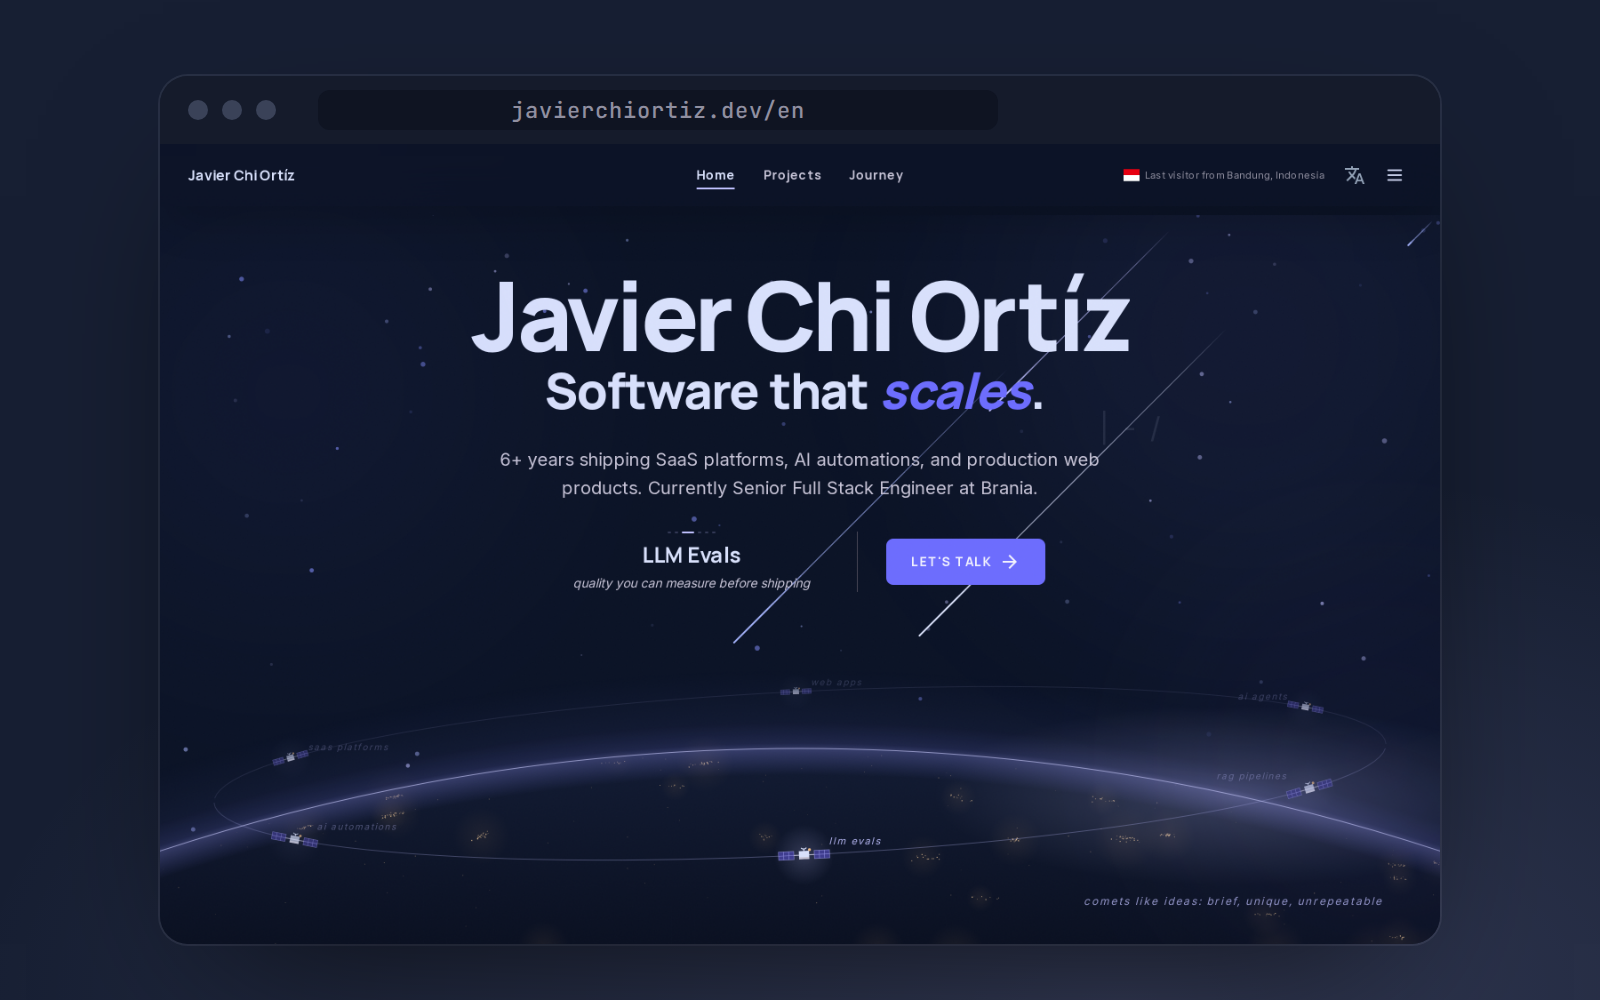 javierchiortiz.dev/en
Javier Chi Ortíz
Home Projects Journey
Last visitor from Bandung, Indonesia
Javier Chi Ortíz
Software that scales.
6+ years shipping SaaS platforms, AI automations, and production web
products. Currently Senior Full Stack Engineer at Brania.
LLM Evals
quality you can measure before shipping
LET'S TALK
web apps
ai agents
saas platforms
rag pipelines
ai automations
llm evals
comets like ideas: brief, unique, unrepeatable